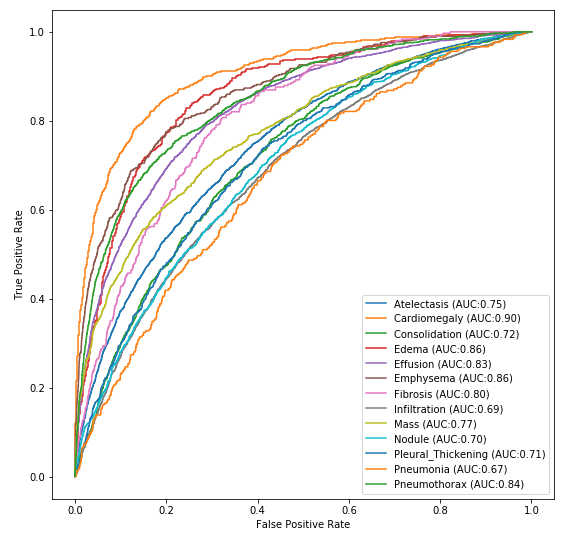 1.0
0.8
0.6
0.4
0.2
0.0
True Positive Rate
Atelectasis (AUC:0.75)
Cardiomegaly (AUC:0.90)
Consolidation (AUC:0.72)
Edema (AUC:0.86)
Effusion (AUC:0.83)
Emphysema (AUC:0.86)
Fibrosis (AUC:0.80)
Infiltration (AUC:0.69)
Mass (AUC:0.77)
Nodule (AUC:0.70)
Pleural_Thickening (AUC:0.71)
Pneumonia (AUC:0.67)
Pneumothorax (AUC:0.84)
0.0 0.2 0.4 0.6 0.8 1.0
False Positive Rate